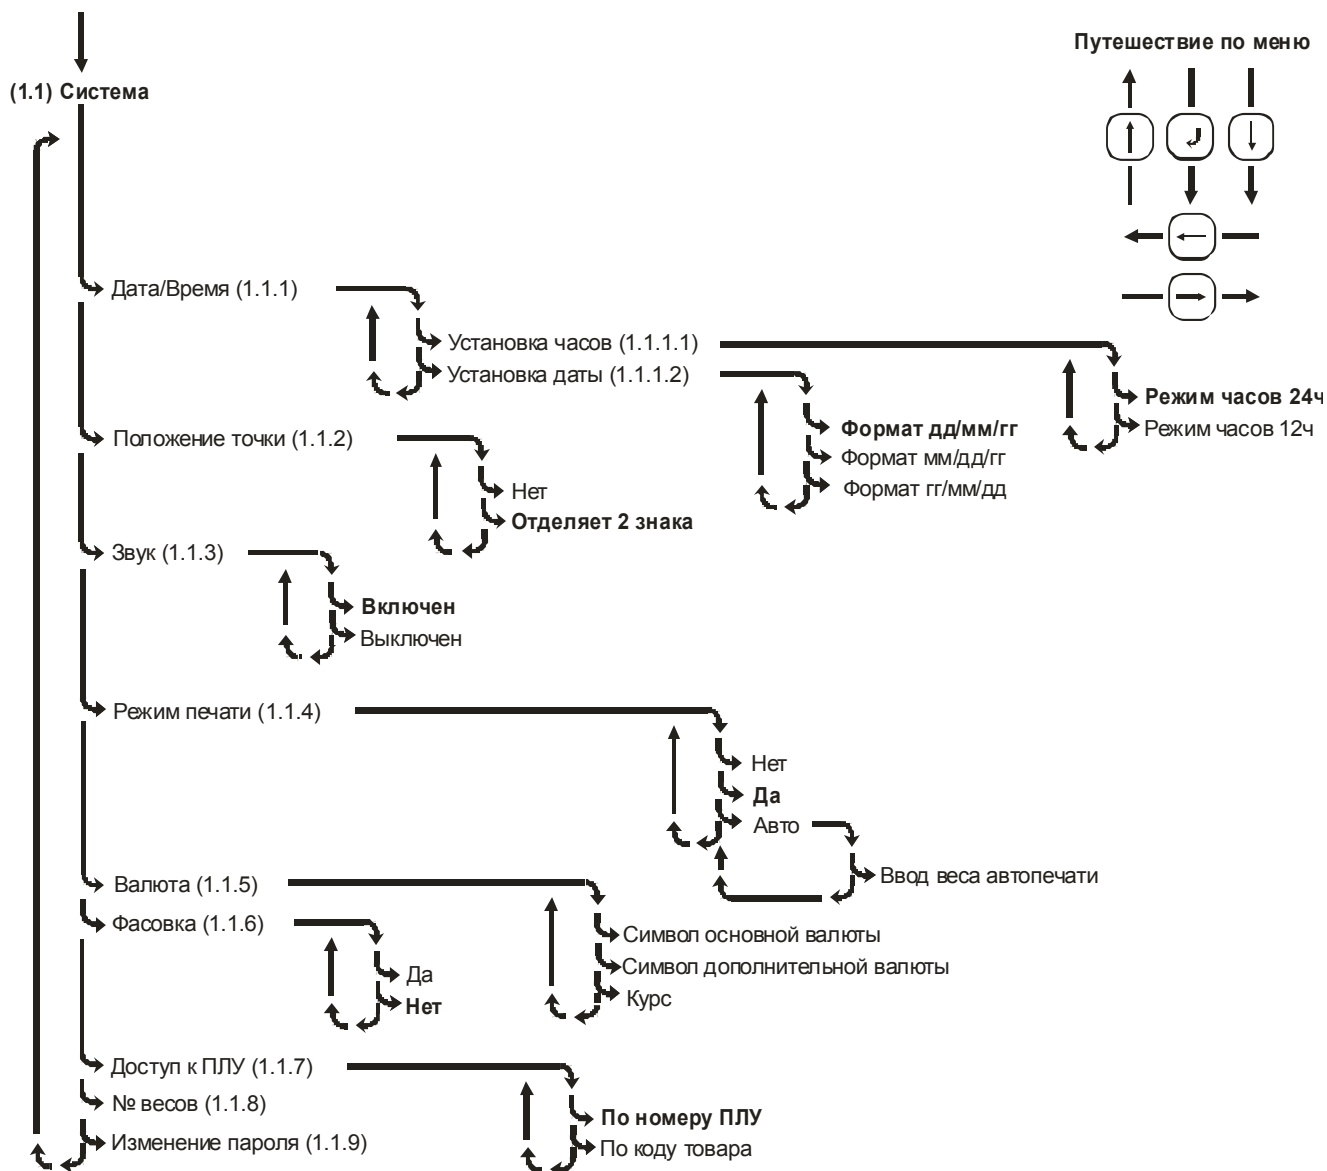 Путешествие по меню
(1.1) Система
Дата/Время (1.1.1)
Установка часов (1.1.1.1)
Установка даты (1.1.1.2)
Режим часов 24ч
Режим часов 12ч
Формат дд/мм/гг
Формат мм/дд/гг
Формат гг/мм/дд
Положение точки (1.1.2)
Нет
Отделяет 2 знака
Звук (1.1.3)
Включен
Выключен
Режим печати (1.1.4)
Нет
Да
Авто
Ввод веса автопечати
Валюта (1.1.5)
Символ основной валюты
Символ дополнительной валюты
Курс
Фасовка (1.1.6)
Да
Нет
Доступ к ПЛУ (1.1.7)
По номеру ПЛУ
По коду товара
№ весов (1.1.8)
Изменение пароля (1.1.9)